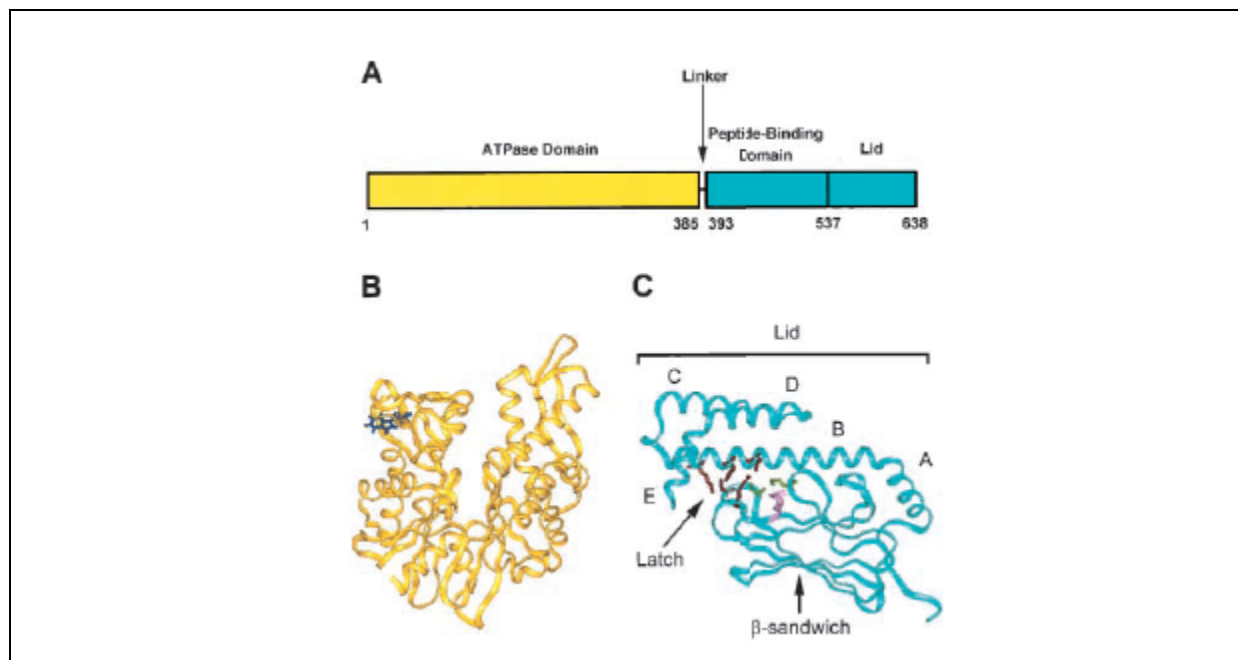 A
Linker
ATPase Domain
Peptide-Binding
Domain
Lid
1
385
393
537
638
B
C
Lid
C
D
B
A
E
Latch
β-sandwich